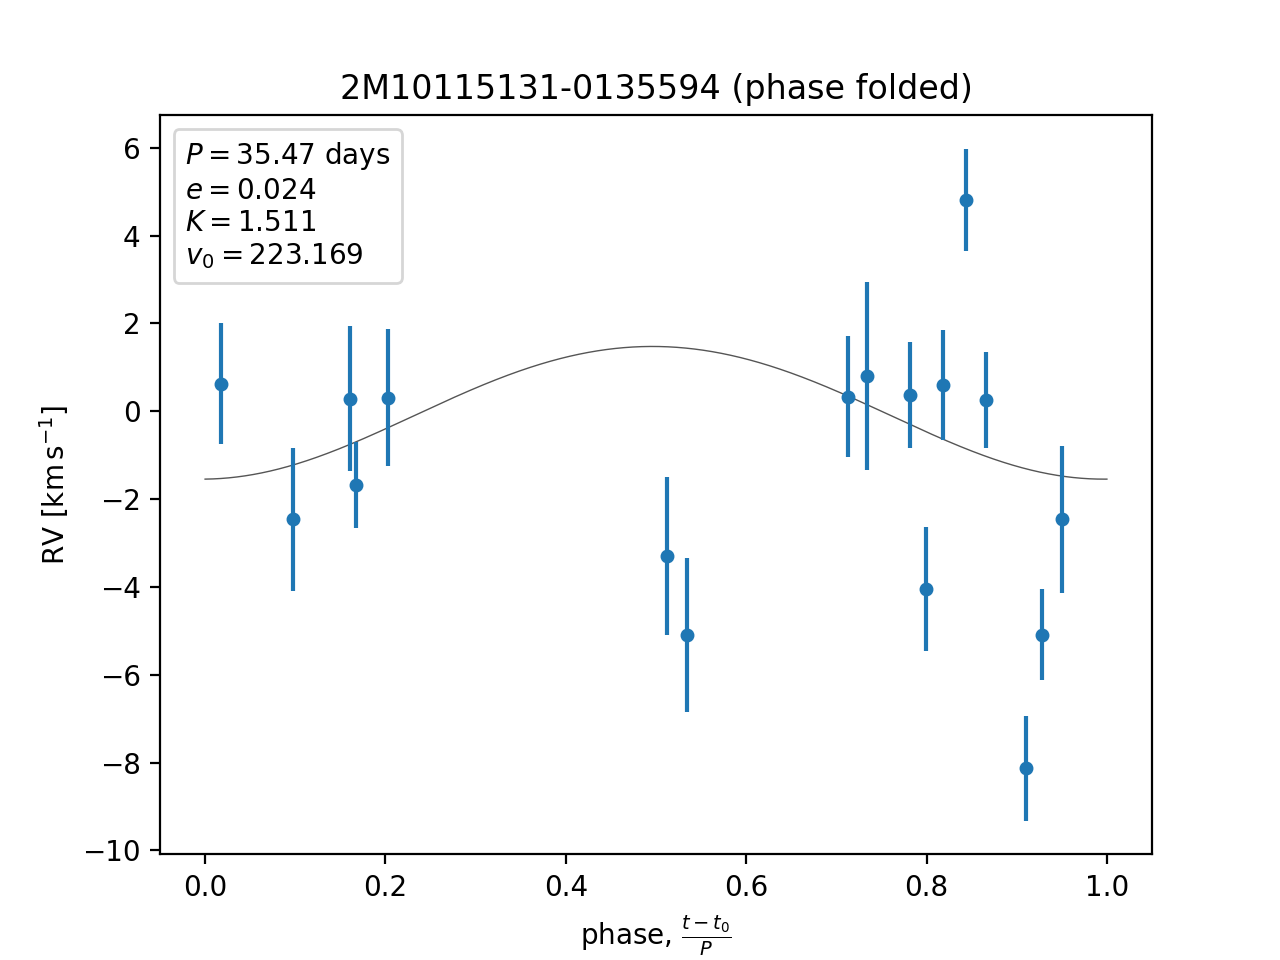 2M10115131-0135594 (phase folded)
P = 35.47 days
e = 0.024
K = 1.511
v₀ = 223.169
6
4
2
0
−2
−4
−6
−8
−10
RV [km s⁻¹]
0.0 0.2 0.4 0.6 0.8 1.0
phase, (t − t₀)/P